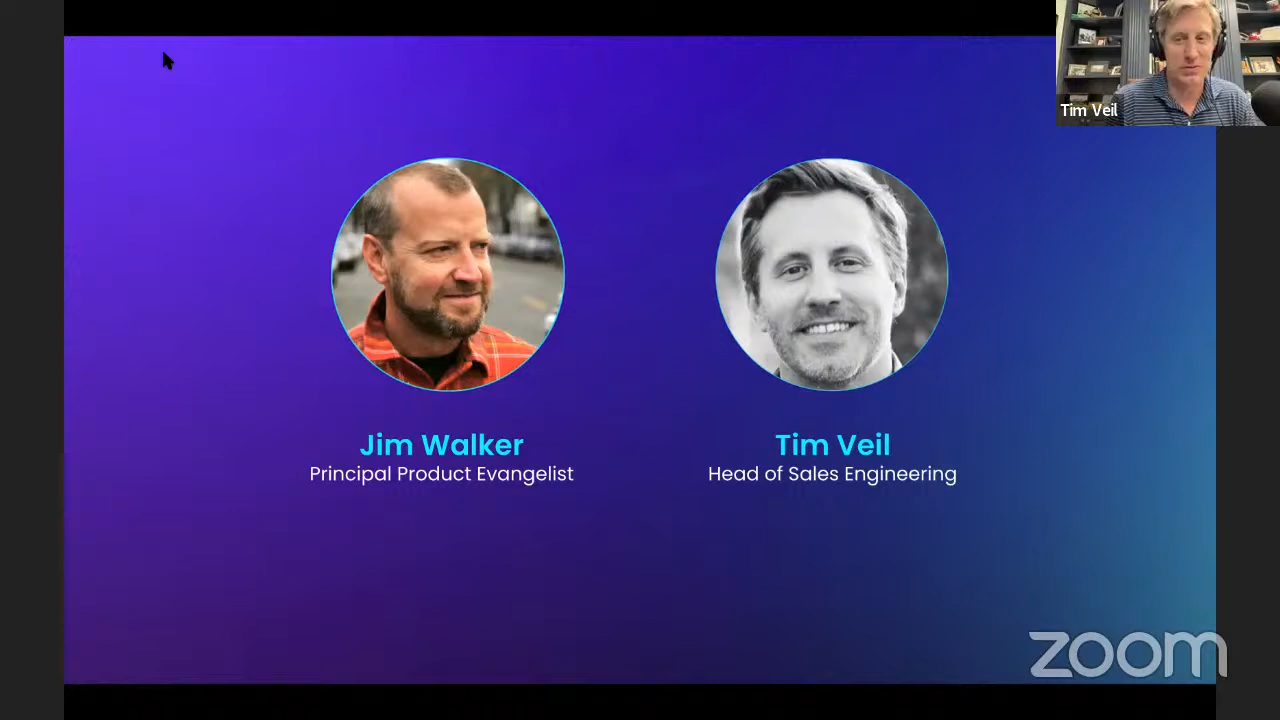 Tim Veil
Jim Walker
Principal Product Evangelist
Tim Veil
Head of Sales Engineering
zoom